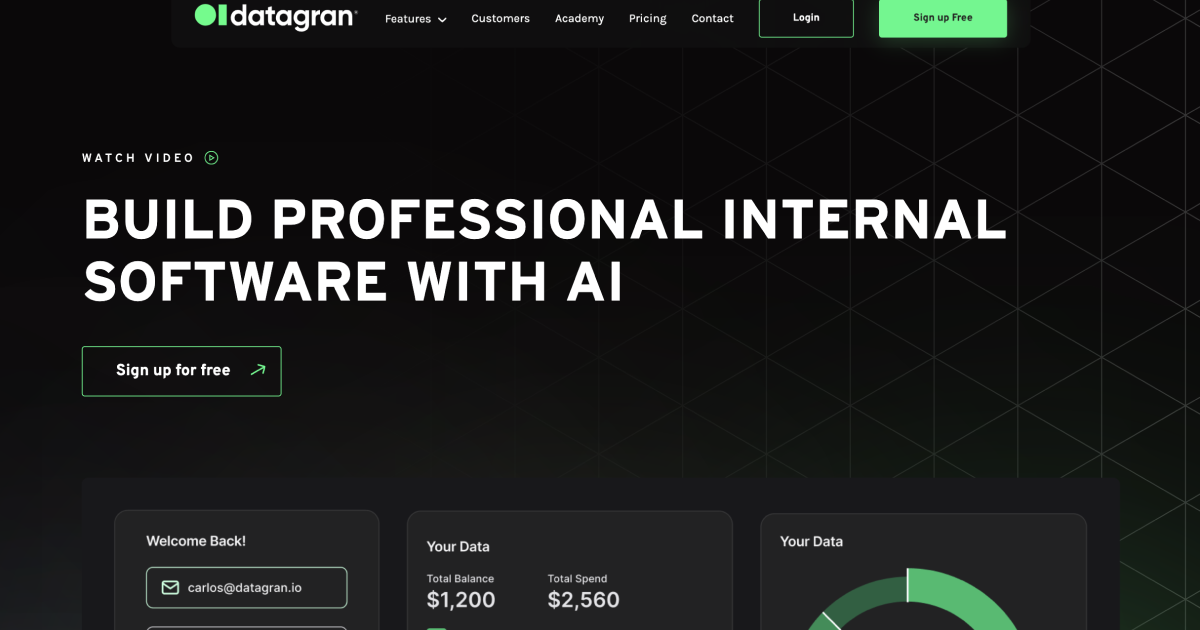 datagran
Features
Customers
Academy
Pricing
Contact
Login
Sign up Free
WATCH VIDEO
BUILD PROFESSIONAL INTERNAL
SOFTWARE WITH AI
Sign up for free
Welcome Back!
carlos@datagran.io
Your Data
Total Balance
Total Spend
$1,200
$2,560
Your Data